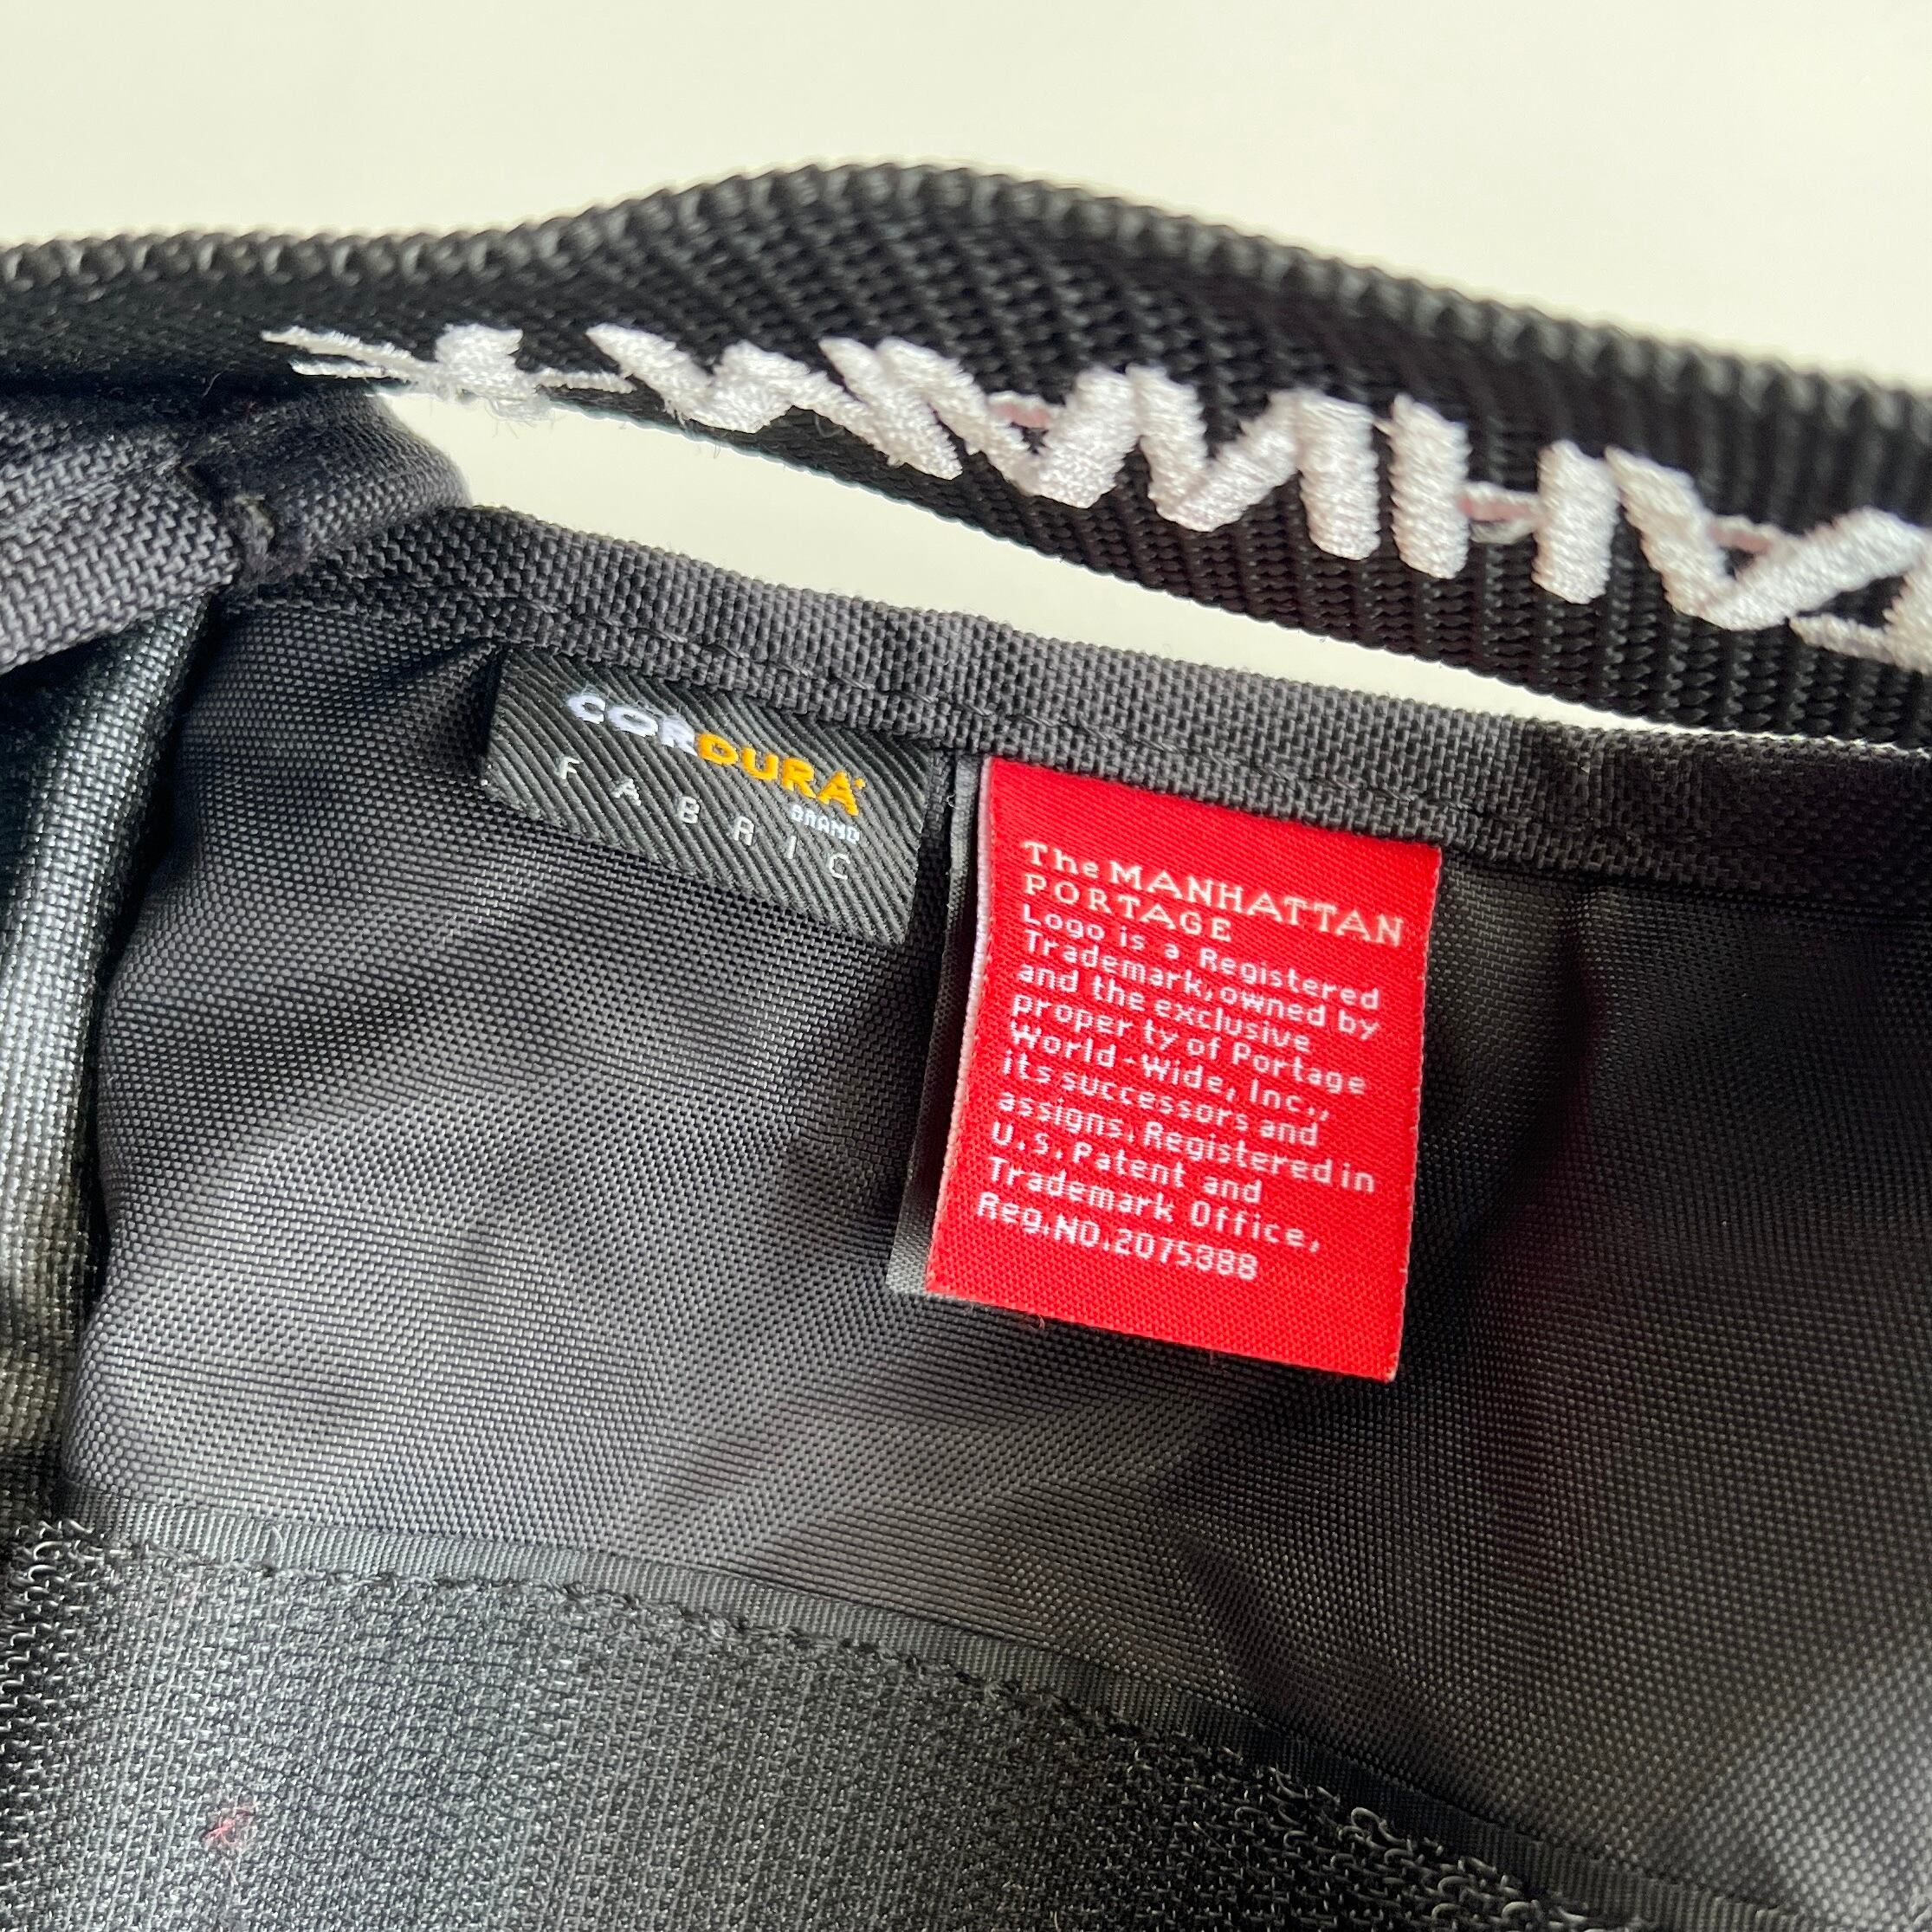 CORDURA
BRAND
FABRIC
The MANHATTAN
PORTAGE
Logo is a Registered
Trademark, owned by
and the exclusive
proper ty of Portage
World-Wide, Inc.,
its successors and
assigns. Registered in
U.S. Patent and
Trademark Office,
Reg. NO. 2075388